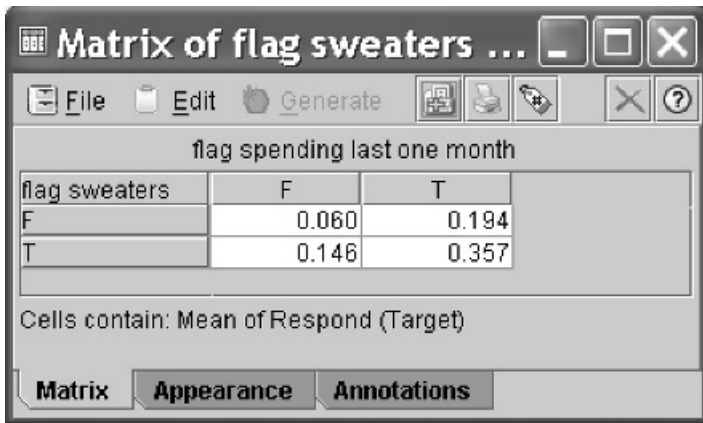 Matrix of flag sweaters ...
File Edit Generate
flag spending last one month
flag sweaters F T
F 0.060 0.194
T 0.146 0.357
Cells contain: Mean of Respond (Target)
Matrix Appearance Annotations